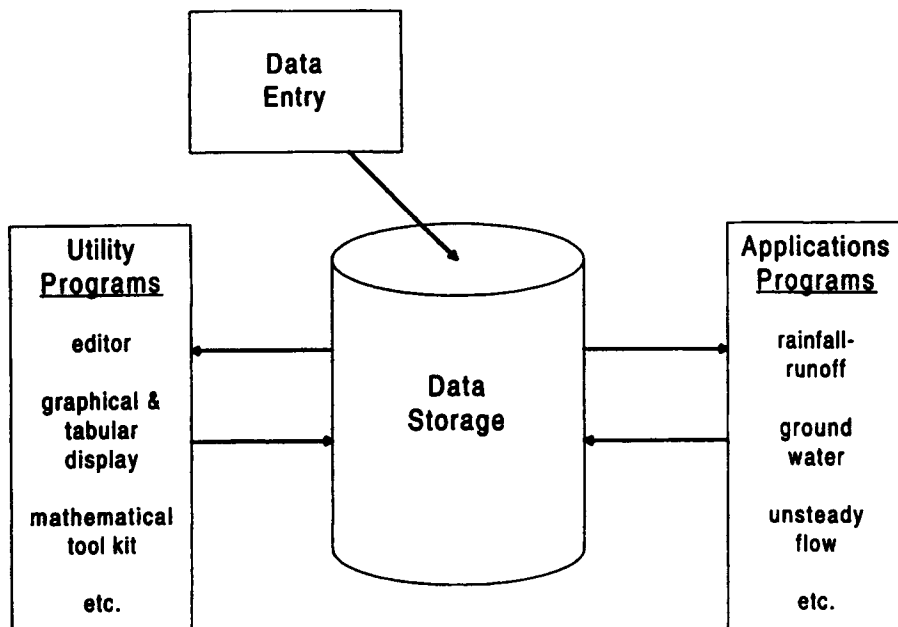 Data
Entry
Utility
Programs
editor
graphical &
tabular
display
mathematical
tool kit
etc.
Data
Storage
Applications
Programs
rainfall-
runoff
ground
water
unsteady
flow
etc.